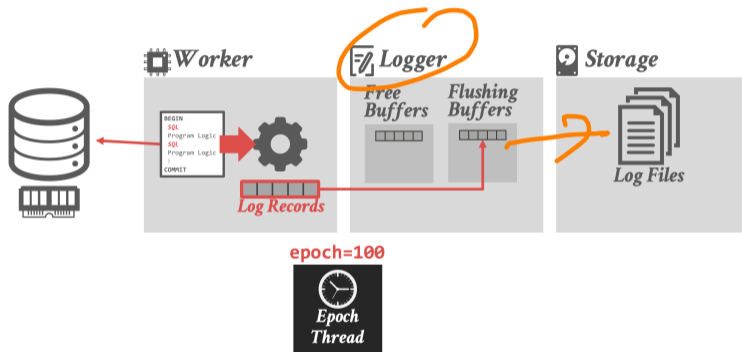 Worker
Logger
Storage
Free
Buffers
Flushing
Buffers
BEGIN
SQL
Program Logic
SQL
Program Logic
⋮
COMMIT
Log Records
Log Files
epoch=100
Epoch
Thread